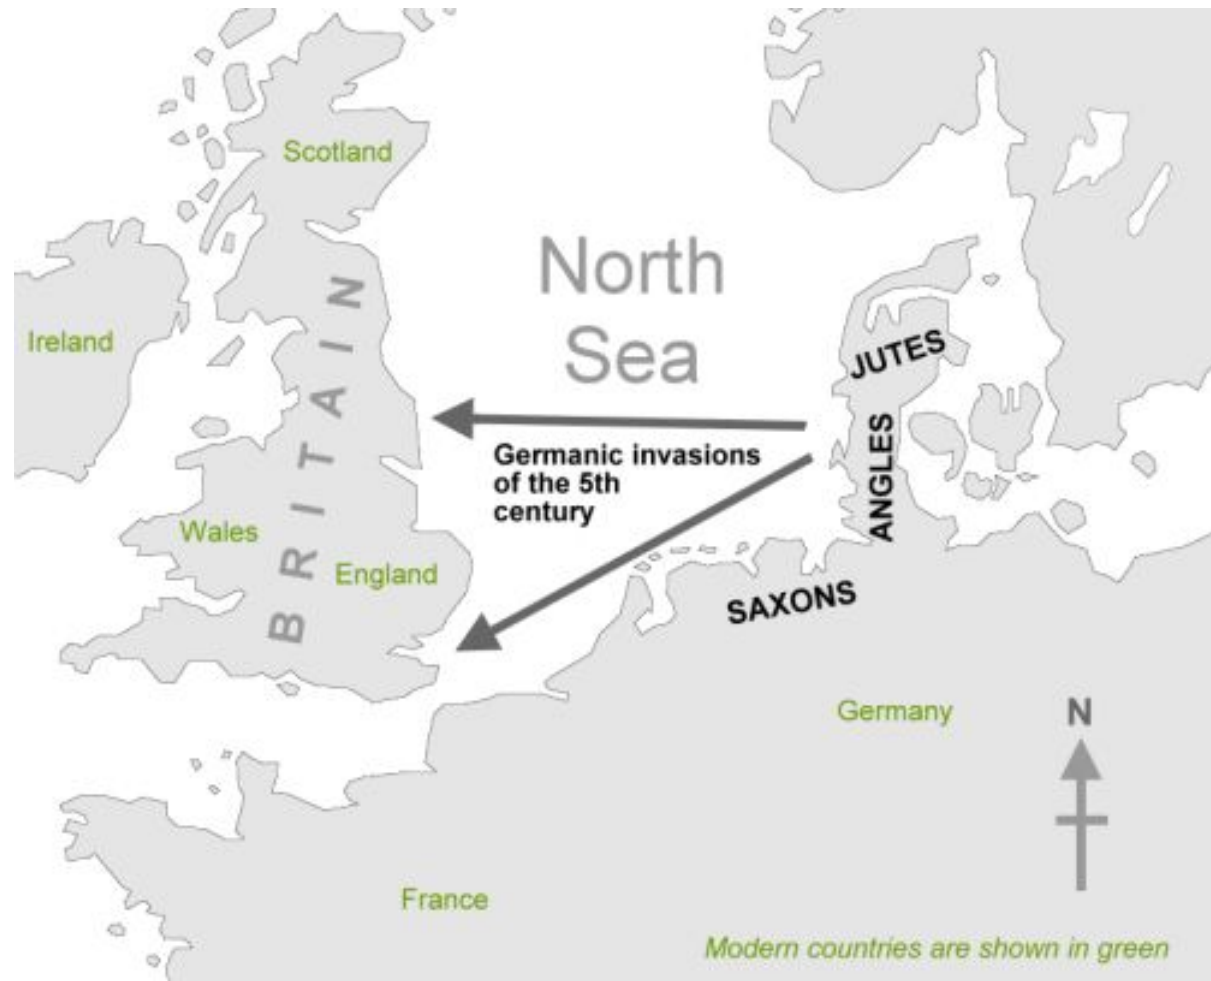 Scotland
North
Sea
Ireland
BRITAIN
JUTES
ANGLES
Germanic invasions
of the 5th
century
Wales
England
SAXONS
Germany
N
France
Modern countries are shown in green